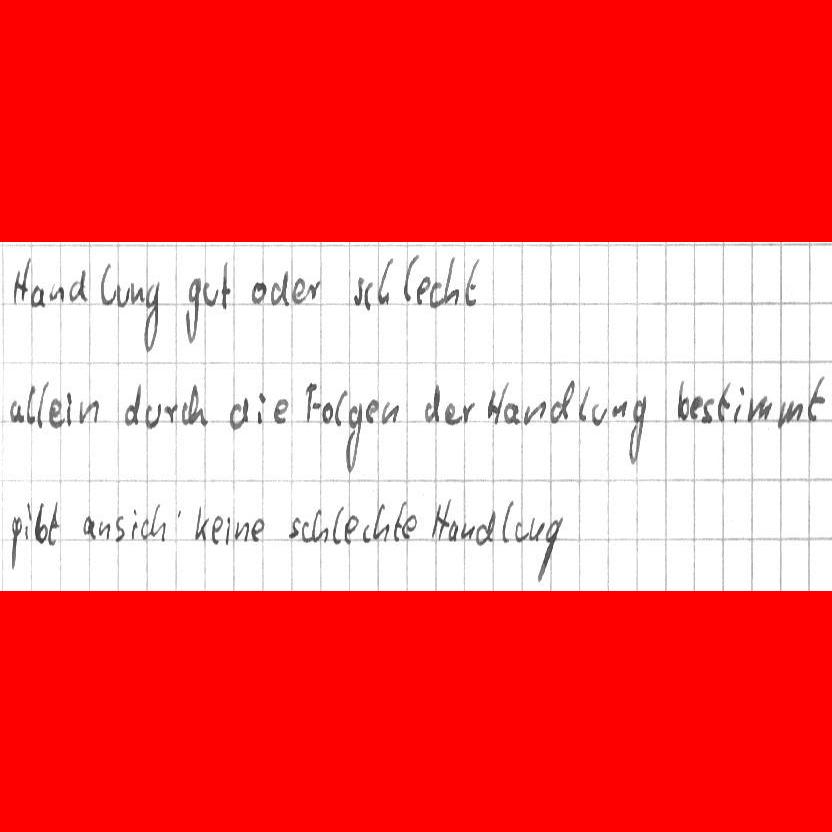 Handlung gut oder schlecht
allein durch die Folgen der Handlung bestimmt
gibt ansich keine schlechte Handlung